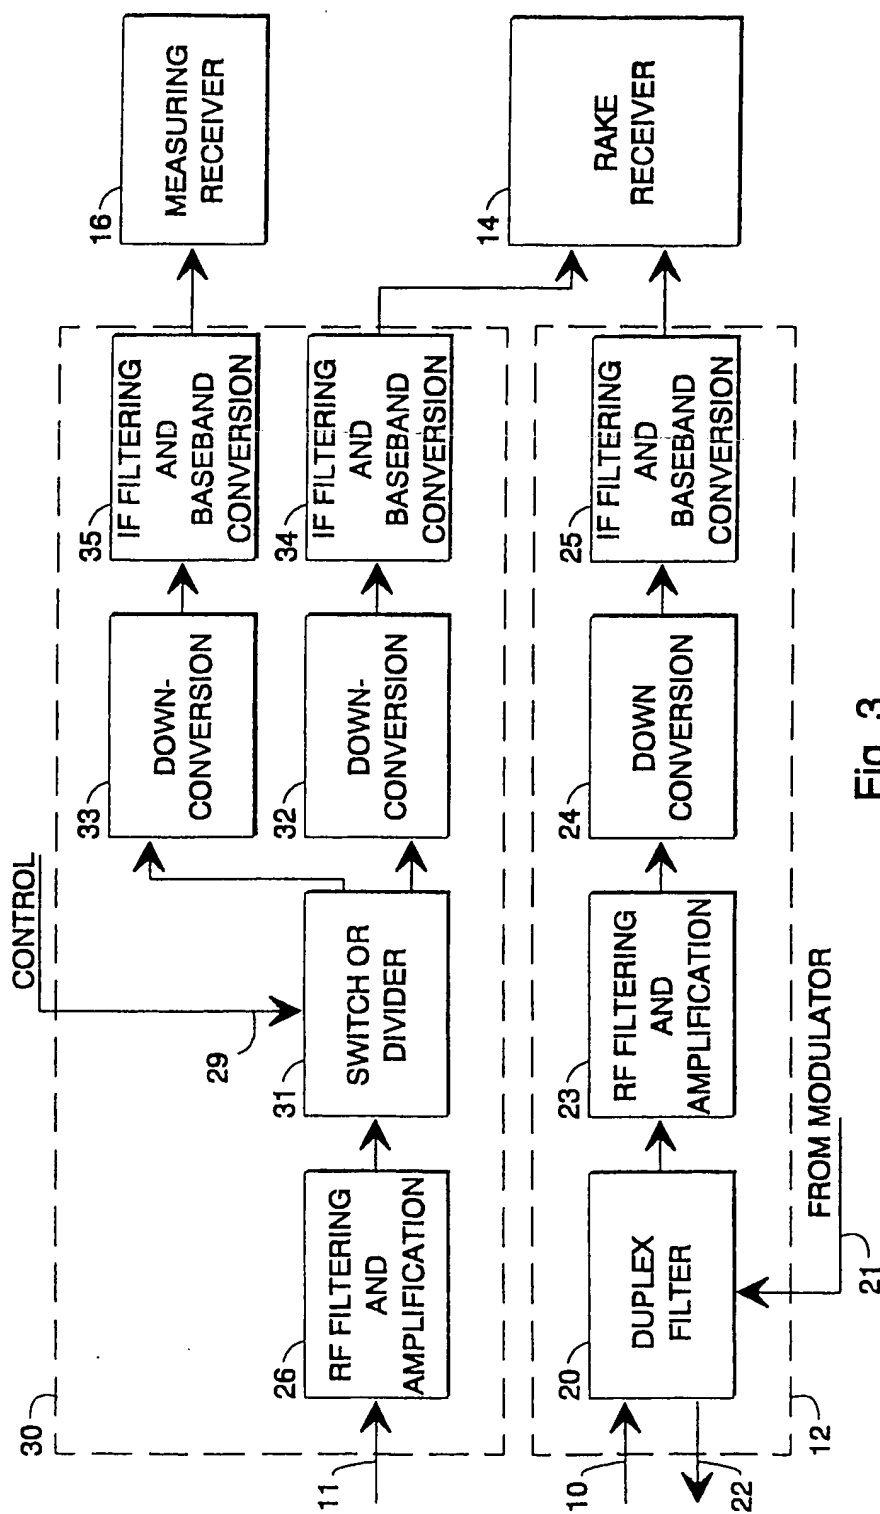 30
CONTROL
29
11
26
RF FILTERING
AND
AMPLIFICATION
31
SWITCH OR
DIVIDER
33
DOWN-
CONVERSION
35
IF FILTERING
AND
BASEBAND
CONVERSION
16
MEASURING
RECEIVER
32
DOWN-
CONVERSION
34
IF FILTERING
AND
BASEBAND
CONVERSION
14
RAKE
RECEIVER
10
22
20
DUPLEX
FILTER
23
RF FILTERING
AND
AMPLIFICATION
24
DOWN
CONVERSION
25
IF FILTERING
AND
BASEBAND
CONVERSION
12
21
FROM MODULATOR
Fig. 3